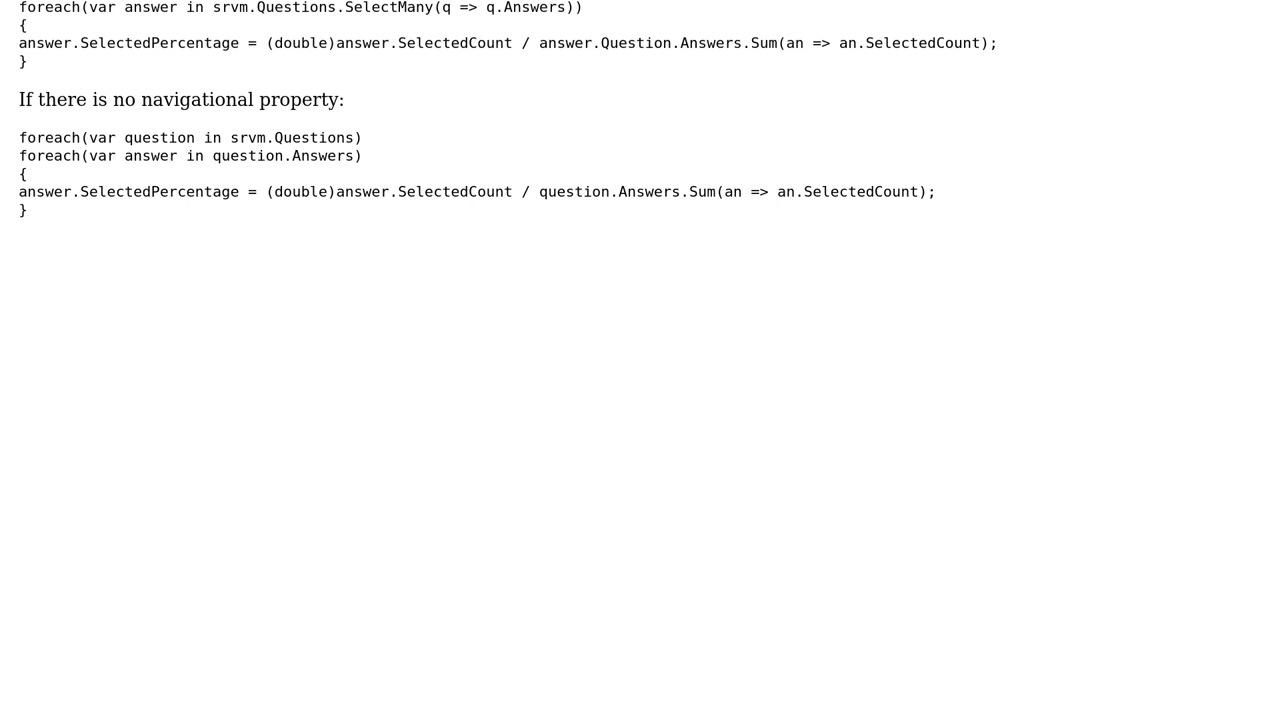 foreach(var answer in srvm.Questions.SelectMany(q => q.Answers))
{
answer.SelectedPercentage = (double)answer.SelectedCount / answer.Question.Answers.Sum(an => an.SelectedCount);
}
If there is no navigational property:
foreach(var question in srvm.Questions)
foreach(var answer in question.Answers)
{
answer.SelectedPercentage = (double)answer.SelectedCount / question.Answers.Sum(an => an.SelectedCount);
}